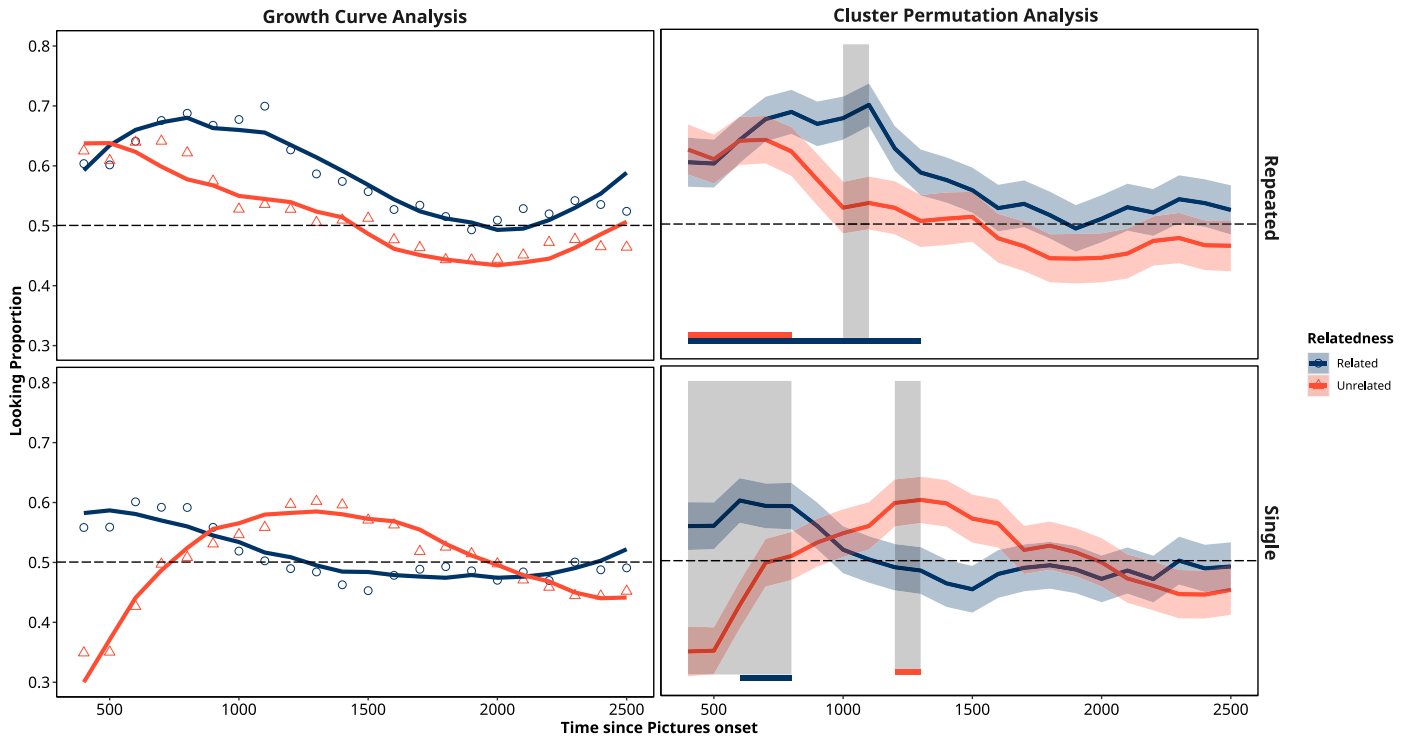 Growth Curve Analysis
Cluster Permutation Analysis
0.8
0.7
0.6
0.5
0.4
0.3
Repeated
Looking Proportion
0.8
0.7
0.6
0.5
0.4
0.3
Single
Relatedness
Related
Unrelated
500 1000 1500 2000 2500
500 1000 1500 2000 2500
Time since Pictures onset